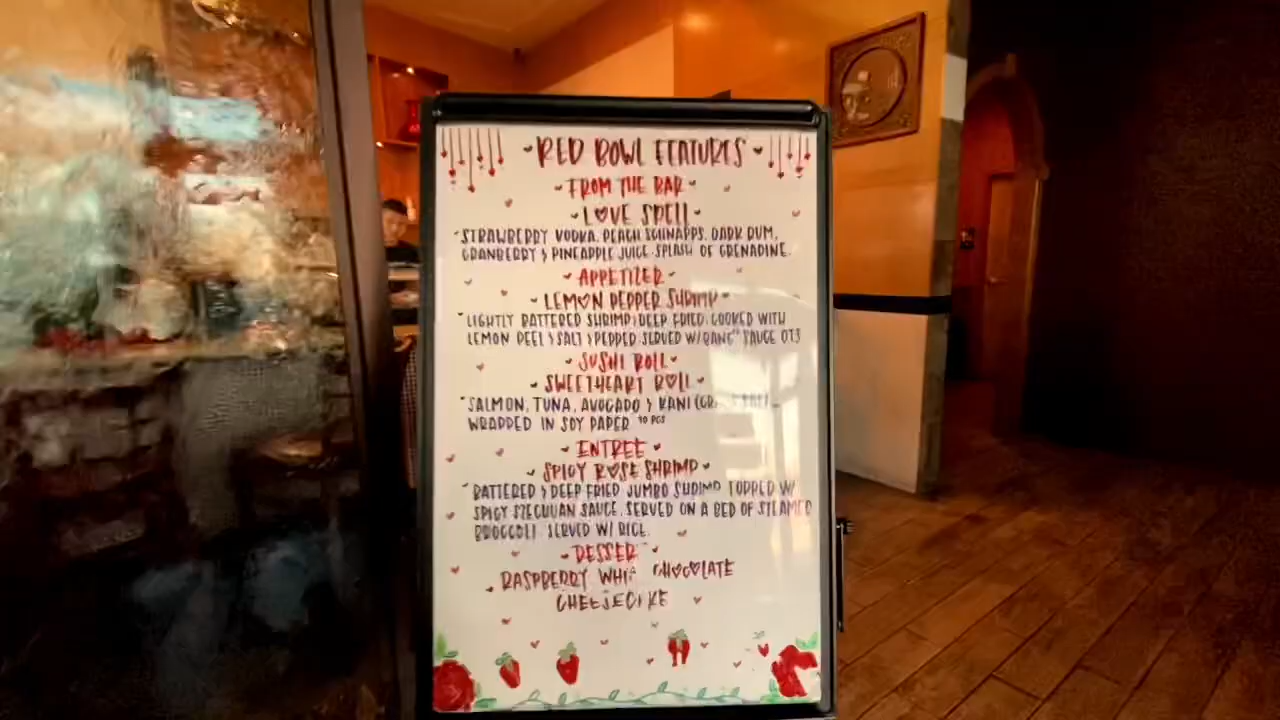 RED BOWL FEATURES
FROM THE BAR
LOVE SPELL
STRAWBERRY VODKA, PEACH SCHNAPPS, DARK RUM,
CRANBERRY & PINEAPPLE JUICE, SPLASH OF GRENADINE.
APPETIZER
LEMON PEPPER SHRIMP
LIGHTLY BATTERED SHRIMP, DEEP FRIED, COOKED WITH
LEMON PEEL & SALT & PEPPER. SERVED W/ SAUCE
SUSHI ROLL
SWEETHEART ROLL
SALMON, TUNA, AVOCADO & KANI
WRAPPED IN SOY PAPER 10 PCS
ENTREE
SPICY ROSE SHRIMP
BATTERED & DEEP FRIED JUMBO SHRIMP TOPPED W/
SPICY SZECHUAN SAUCE. SERVED ON A BED OF STEAMED
BROCCOLI. SERVED W/ RICE.
DESSERT
RASPBERRY WHITE CHOCOLATE
CHEESECAKE